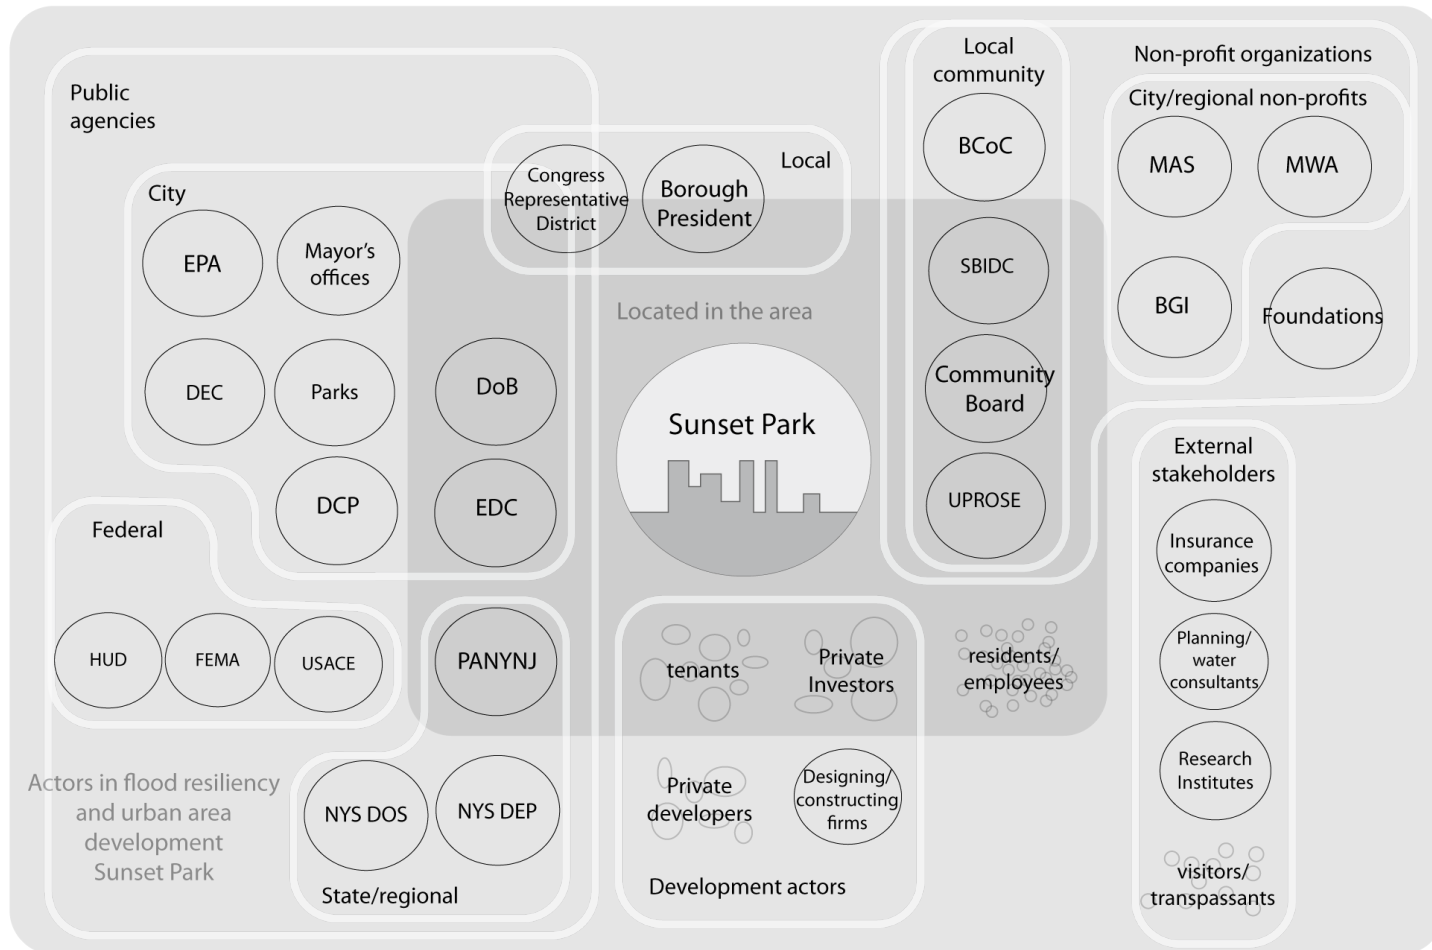 Public
agencies
City
EPA
Mayor's
offices
DEC
Parks
DCP
DoB
EDC
Congress
Representative
District
Borough
President
Local
Located in the area
Sunset Park
Local
community
BCoC
SBIDC
Community
Board
UPROSE
Non-profit organizations
City/regional non-profits
MAS
MWA
BGI
Foundations
External
stakeholders
Insurance
companies
Planning/
water
consultants
Research
Institutes
visitors/
transpassants
Federal
HUD
FEMA
USACE
PANYNJ
NYS DOS
NYS DEP
State/regional
tenants
Private
Investors
residents/
employees
Private
developers
Designing/
constructing
firms
Development actors
Actors in flood resiliency
and urban area
development
Sunset Park